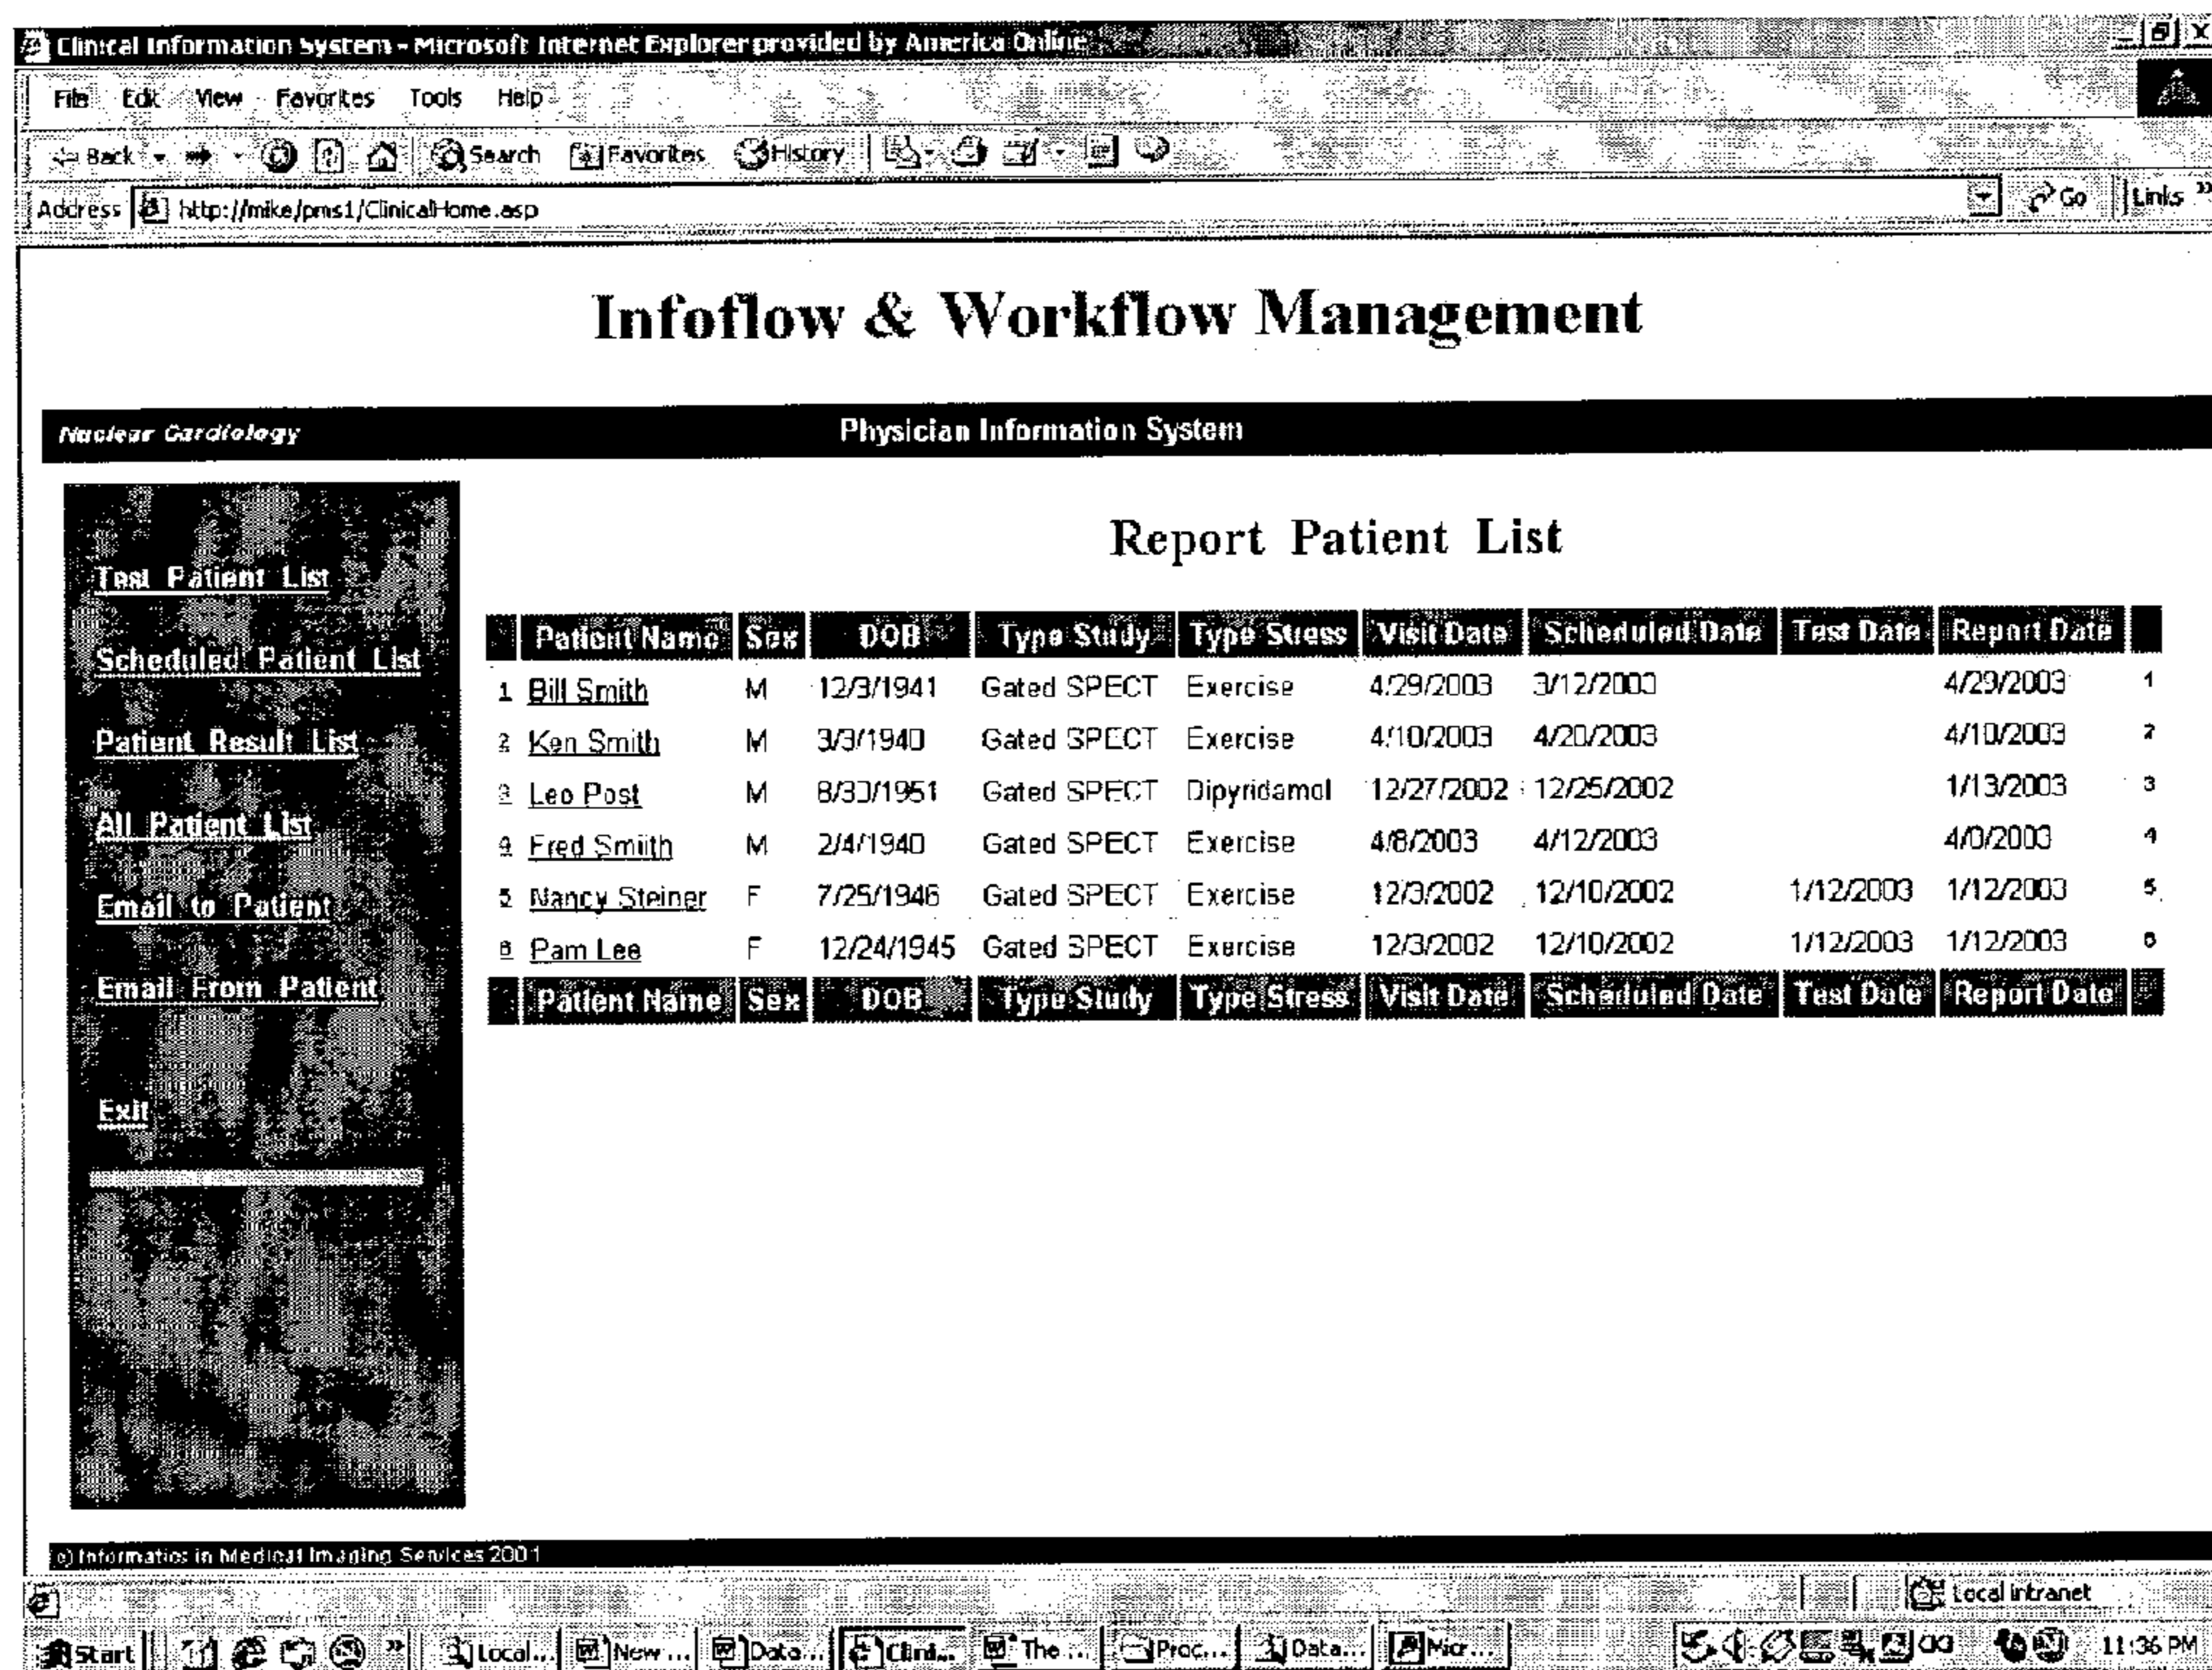 Clinical Information System - Microsoft Internet Explorer provided by America Online
File Edit View Favorites Tools Help
Back Search Favorites History
Address http://mike/pms1/ClinicalHome.asp Go Links »
Infoflow & Workflow Management
Nuclear Cardiology Physician Information System
Report Patient List
Test Patient List
Scheduled Patient List
Patient Result List
All Patient List
Email to Patient
Email From Patient
Exit
Patient Name Sex DOB Type Study Type Stress Visit Date Scheduled Date Test Date Report Date
1 Bill Smith M 12/3/1941 Gated SPECT Exercise 4/29/2003 3/12/2003 4/29/2003 1
2 Ken Smith M 3/3/1940 Gated SPECT Exercise 4/10/2003 4/20/2003 4/10/2003 2
3 Leo Post M 8/30/1951 Gated SPECT Dipyridamol 12/27/2002 12/25/2002 1/13/2003 3
4 Fred Smiith M 2/4/1940 Gated SPECT Exercise 4/8/2003 4/12/2003 4
5 Nancy Steiner F 7/25/1946 Gated SPECT Exercise 12/3/2002 12/10/2002 1/12/2003 1/12/2003 5
6 Pam Lee F 12/24/1945 Gated SPECT Exercise 12/3/2002 12/10/2002 1/12/2003 1/12/2003 6
Patient Name Sex DOB Type Study Type Stress Visit Date Scheduled Date Test Date Report Date
(c) Informatics in Medical Imaging Services 2001
Local intranet
Start » Local... New ... Data... Clini... The ... Proc... Data... Micr... 11:36 PM